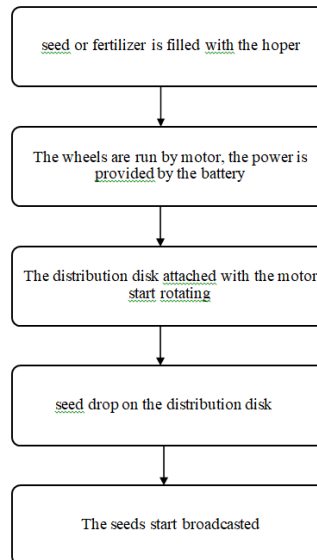 seed or fertilizer is filled with the hoper
The wheels are run by motor, the power is
provided by the battery
The distribution disk attached with the motor
start rotating
seed drop on the distribution disk
The seeds start broadcasted